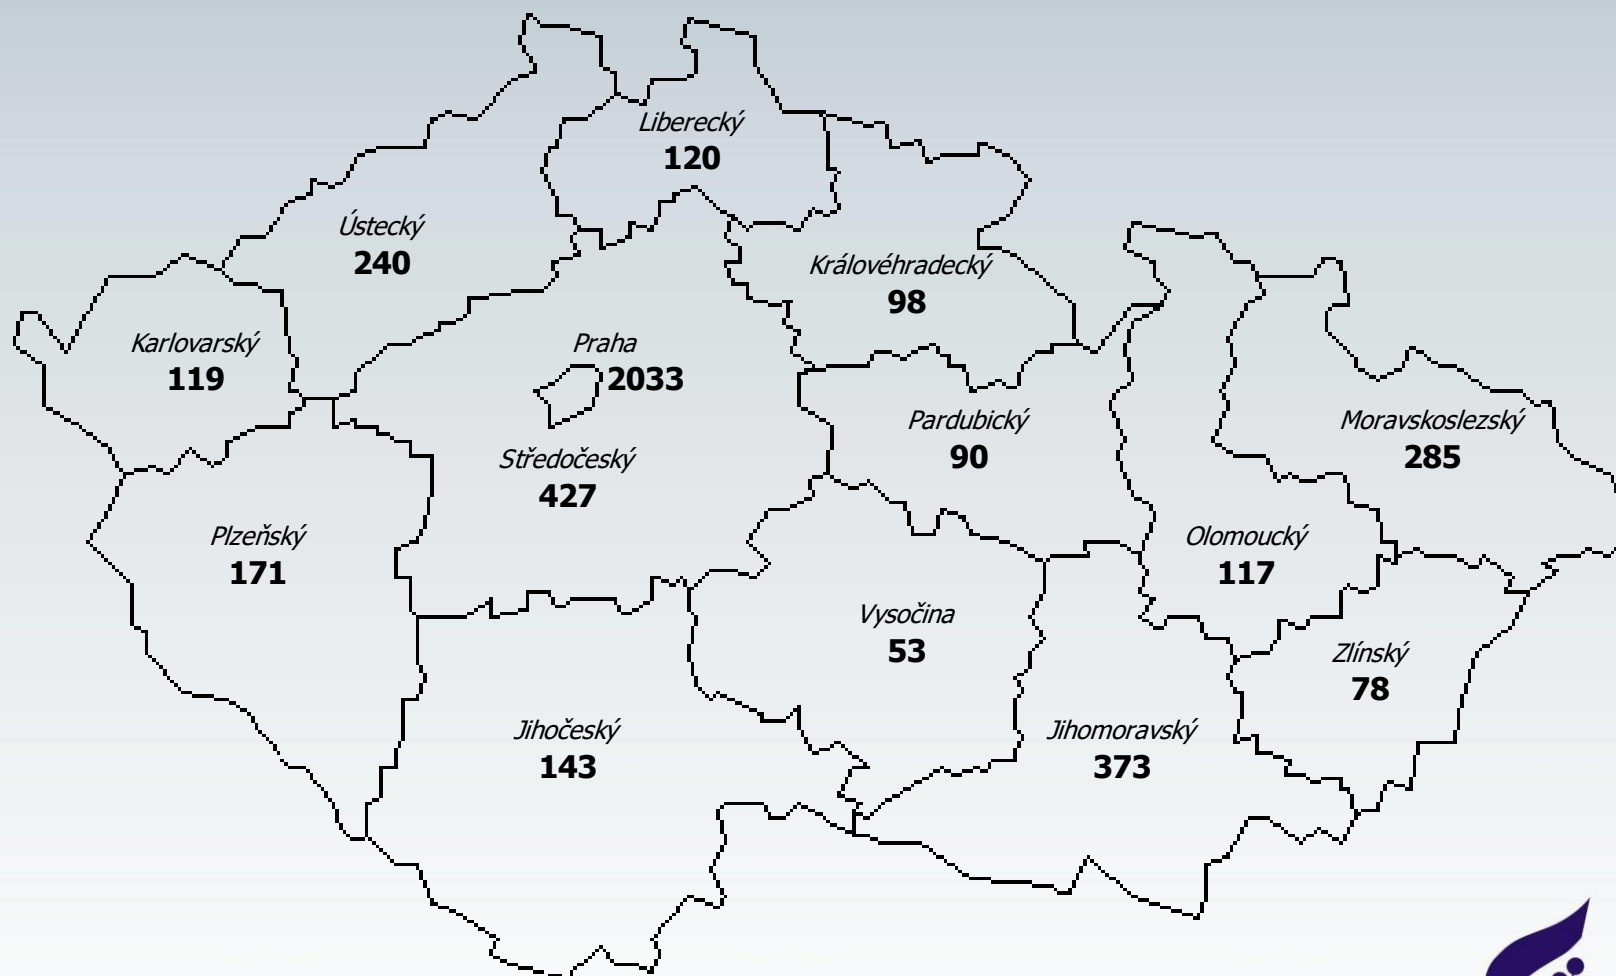 Liberecký
120
Ústecký
240
Královéhradecký
98
Karlovarský
119
Praha
2033
Pardubický
90
Moravskoslezský
285
Středočeský
427
Plzeňský
171
Olomoucký
117
Vysočina
53
Zlínský
78
Jihočeský
143
Jihomoravský
373